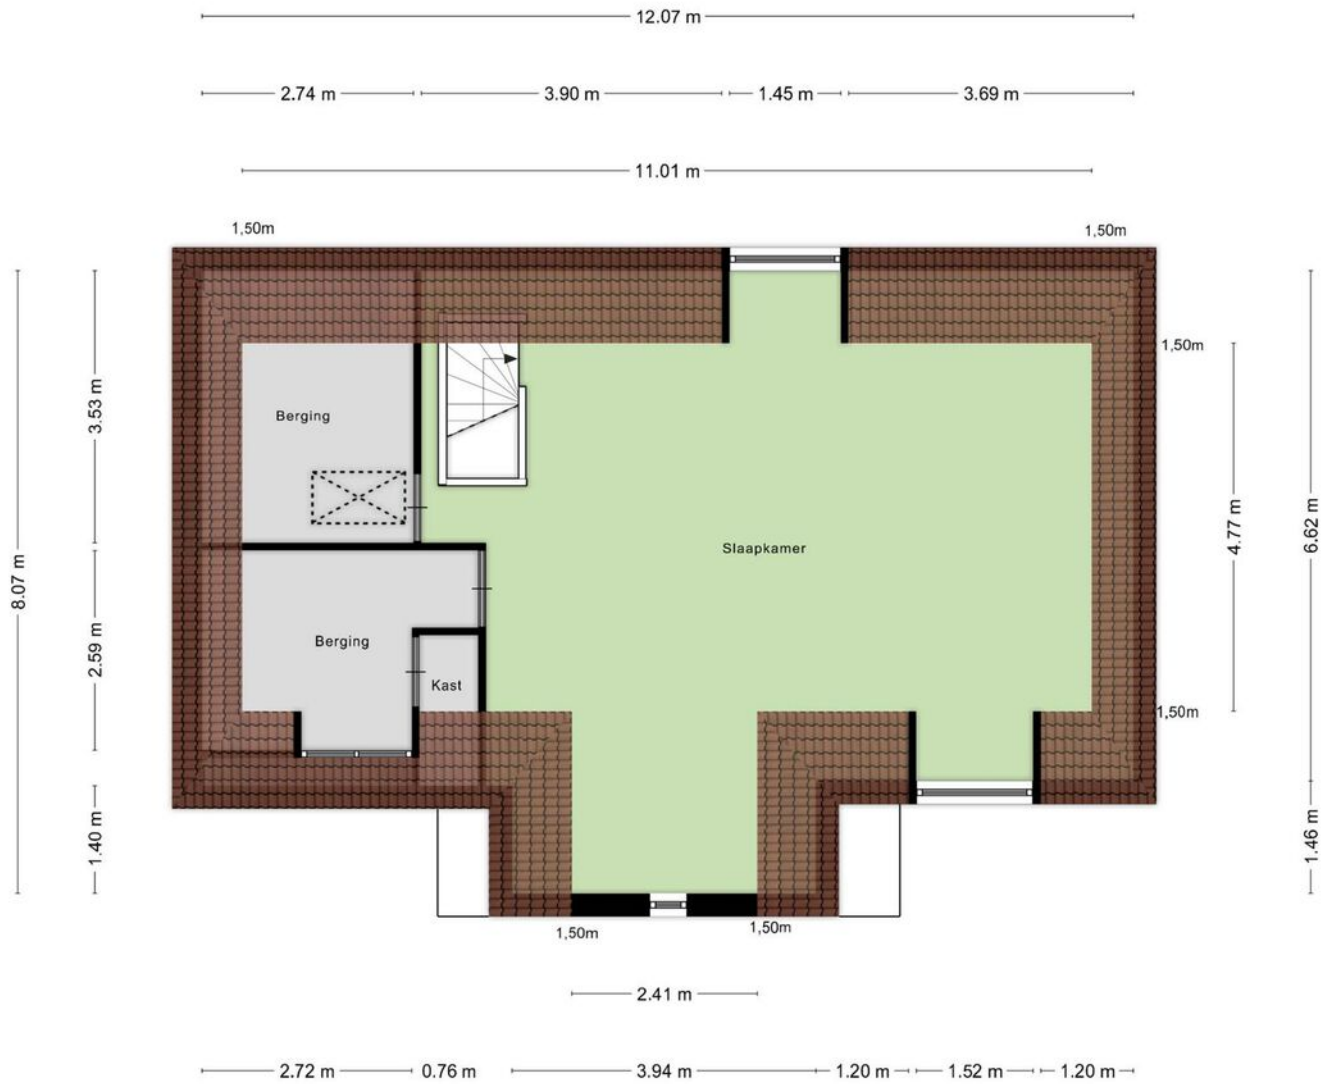 12.07 m
2.74 m 3.90 m 1.45 m 3.69 m
11.01 m
1,50m 1,50m
1,50m
3.53 m
Berging
4.77 m
6.62 m
Slaapkamer
8.07 m
2.59 m
Berging
Kast
1,50m
1.40 m
1.46 m
1,50m 1,50m
2.41 m
2.72 m 0.76 m 3.94 m 1.20 m 1.52 m 1.20 m